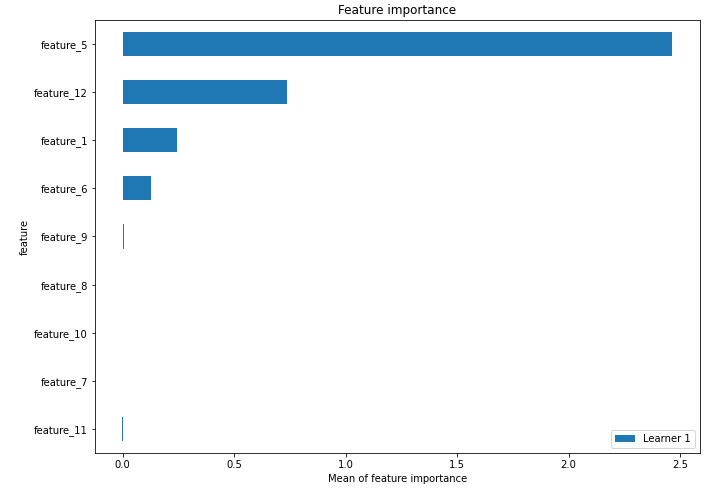 Feature importance
feature_5
feature_12
feature_1
feature_6
feature_9
feature_8
feature_10
feature_7
feature_11
feature
0.0
0.5
1.0
1.5
2.0
2.5
Mean of feature importance
Learner 1